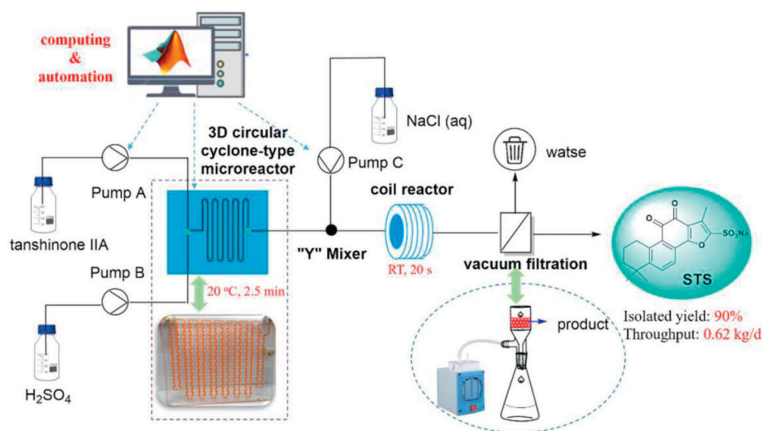 computing
&
automation
3D circular
cyclone-type
microreactor
NaCl (aq)
Pump C
watse
Pump A
coil reactor
tanshinone IIA
"Y" Mixer
RT, 20 s
vacuum filtration
O
O
O
SO₃Na
STS
Pump B
20 °C, 2.5 min
Isolated yield: 90%
Throughput: 0.62 kg/d
product
H₂SO₄